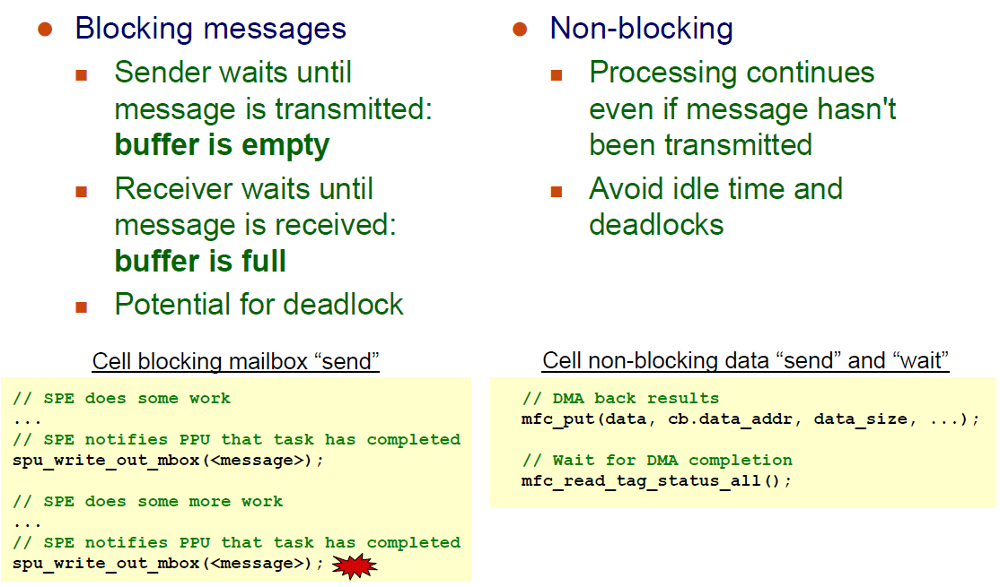 Blocking messages
Sender waits until
message is transmitted:
buffer is empty
Receiver waits until
message is received:
buffer is full
Potential for deadlock
Cell blocking mailbox “send”
// SPE does some work
...
// SPE notifies PPU that task has completed
spu_write_out_mbox(<message>);
// SPE does some more work
...
// SPE notifies PPU that task has completed
spu_write_out_mbox(<message>);
Non-blocking
Processing continues
even if message hasn't
been transmitted
Avoid idle time and
deadlocks
Cell non-blocking data “send” and “wait”
// DMA back results
mfc_put(data, cb.data_addr, data_size, ...);
// Wait for DMA completion
mfc_read_tag_status_all();